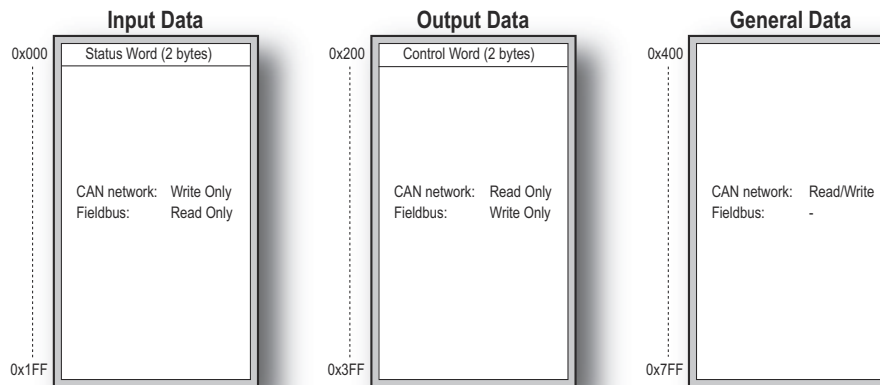 Input Data
0x000
Status Word (2 bytes)
CAN network: Write Only
Fieldbus: Read Only
0x1FF
Output Data
0x200
Control Word (2 bytes)
CAN network: Read Only
Fieldbus: Write Only
0x3FF
General Data
0x400
CAN network: Read/Write
Fieldbus: -
0x7FF